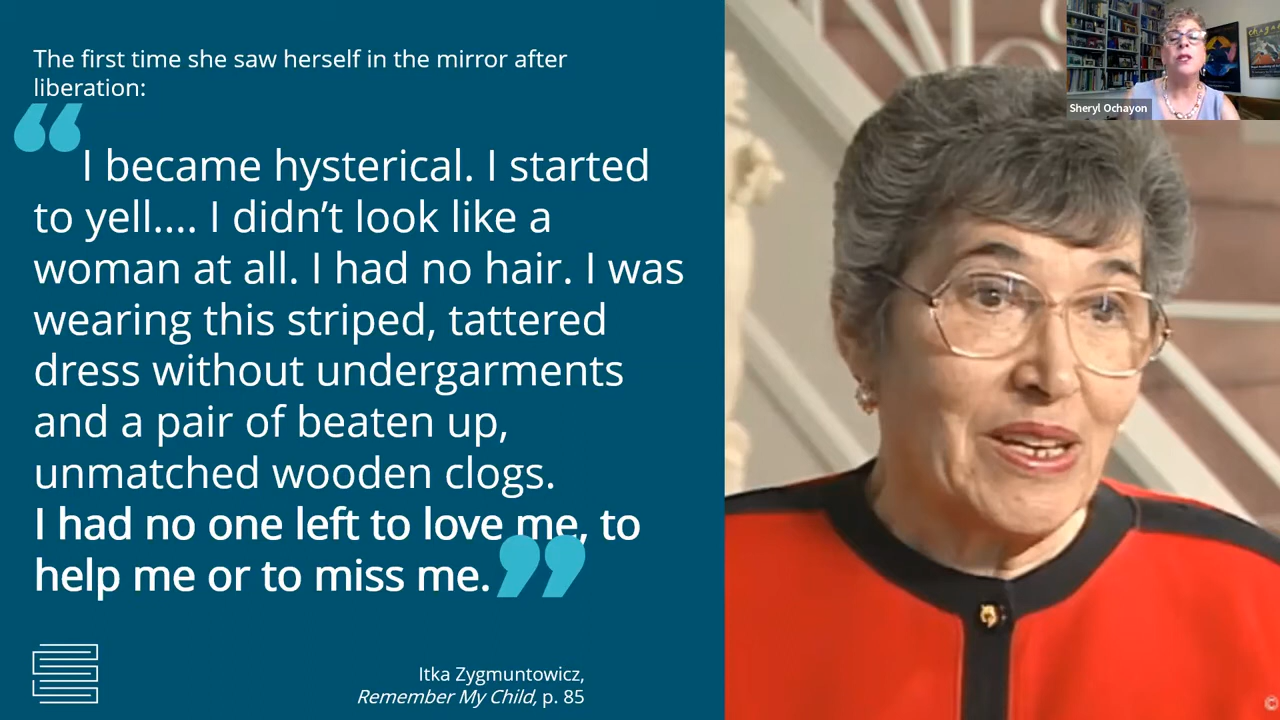 The first time she saw herself in the mirror after
liberation:
“I became hysterical. I started
to yell.... I didn’t look like a
woman at all. I had no hair. I was
wearing this striped, tattered
dress without undergarments
and a pair of beaten up,
unmatched wooden clogs.
I had no one left to love me, to
help me or to miss me.”
Itka Zygmuntowicz,
Remember My Child, p. 85
Sheryl Ochayon
chagall
©